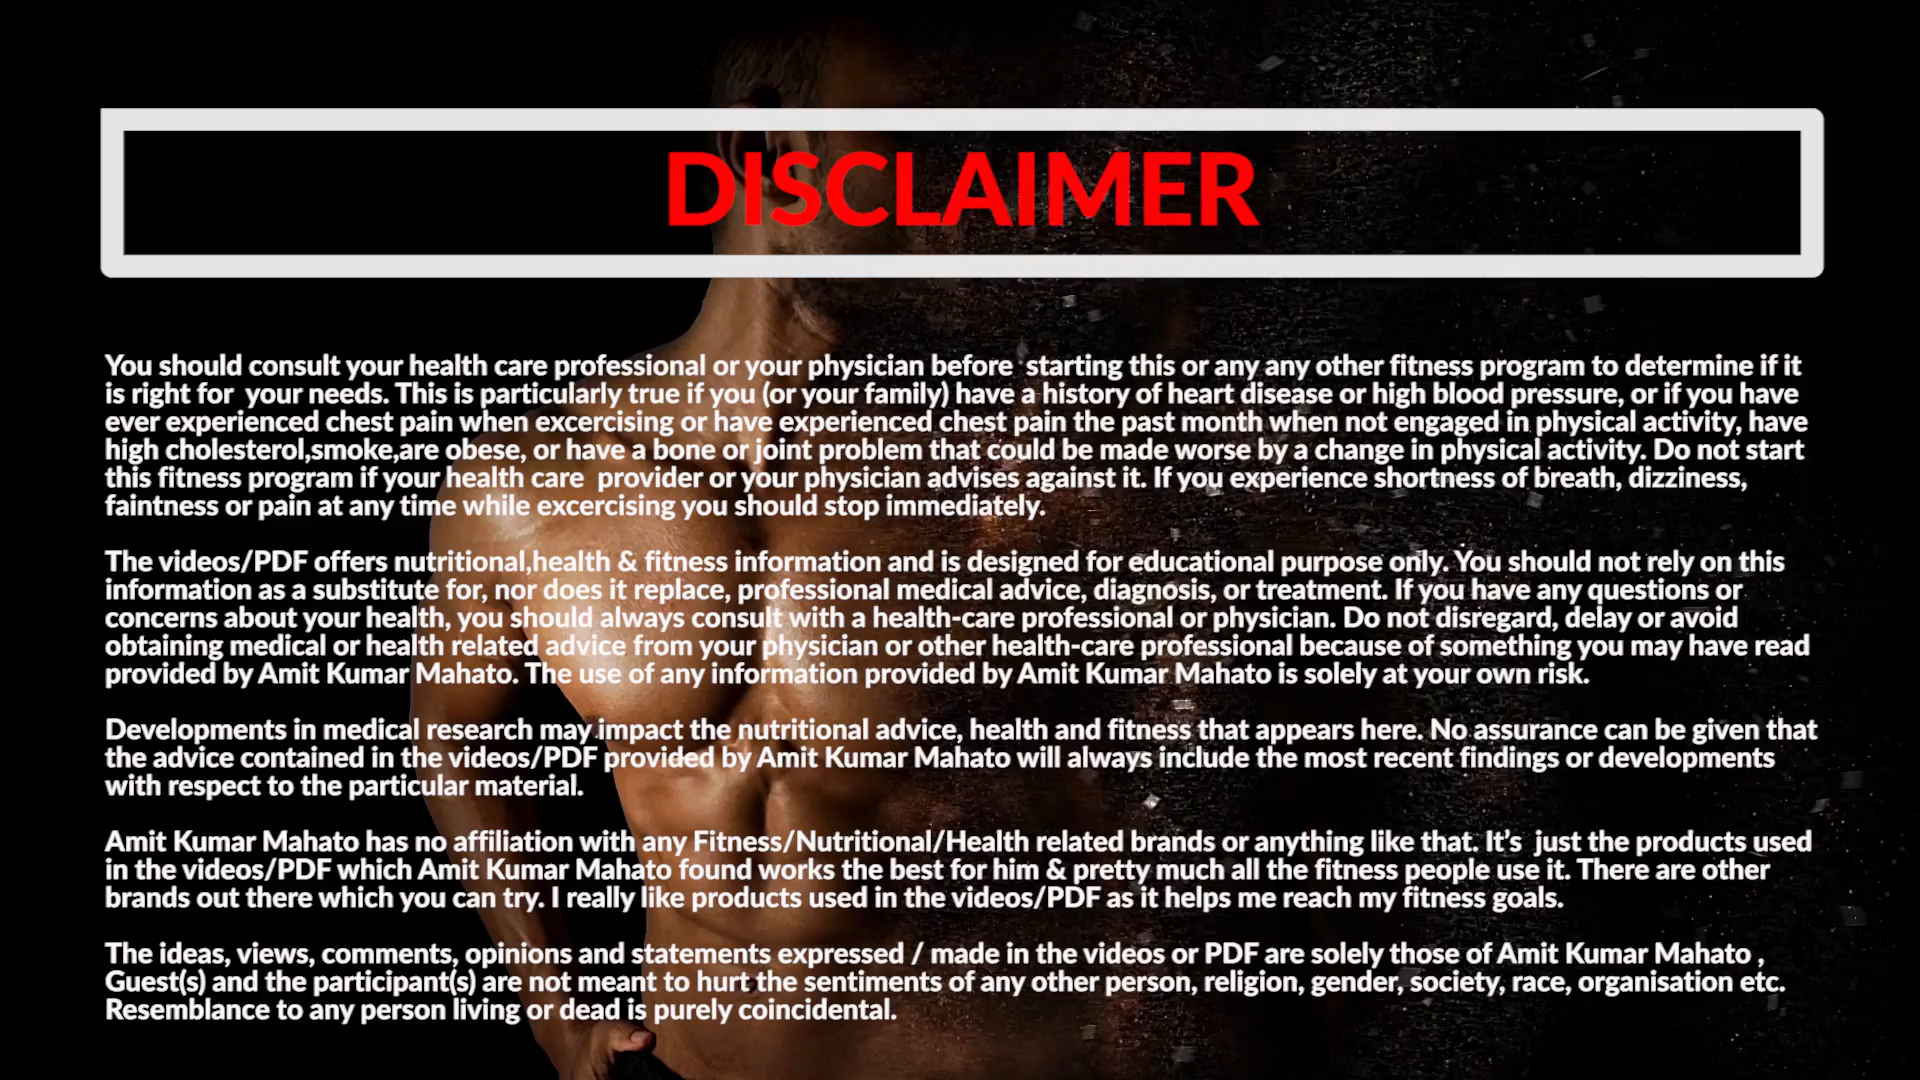 DISCLAIMER
You should consult your health care professional or your physician before  starting this or any any other fitness program to determine if it
is right for  your needs. This is particularly true if you (or your family) have a history of heart disease or high blood pressure, or if you have
ever experienced chest pain when excercising or have experienced chest pain the past month when not engaged in physical activity, have
high cholesterol,smoke,are obese, or have a bone or joint problem that could be made worse by a change in physical activity. Do not start
this fitness program if your health care  provider or your physician advises against it. If you experience shortness of breath, dizziness,
faintness or pain at any time while excercising you should stop immediately.
The videos/PDF offers nutritional,health & fitness information and is designed for educational purpose only. You should not rely on this
information as a substitute for, nor does it replace, professional medical advice, diagnosis, or treatment. If you have any questions or
concerns about your health, you should always consult with a health-care professional or physician. Do not disregard, delay or avoid
obtaining medical or health related advice from your physician or other health-care professional because of something you may have read
provided by Amit Kumar Mahato. The use of any information provided by Amit Kumar Mahato is solely at your own risk.
Developments in medical research may impact the nutritional advice, health and fitness that appears here. No assurance can be given that
the advice contained in the videos/PDF provided by Amit Kumar Mahato will always include the most recent findings or developments
with respect to the particular material.
Amit Kumar Mahato has no affiliation with any Fitness/Nutritional/Health related brands or anything like that. It’s  just the products used
in the videos/PDF which Amit Kumar Mahato found works the best for him & pretty much all the fitness people use it. There are other
brands out there which you can try. I really like products used in the videos/PDF as it helps me reach my fitness goals.
The ideas, views, comments, opinions and statements expressed / made in the videos or PDF are solely those of Amit Kumar Mahato ,
Guest(s) and the participant(s) are not meant to hurt the sentiments of any other person, religion, gender, society, race, organisation etc.
Resemblance to any person living or dead is purely coincidental.